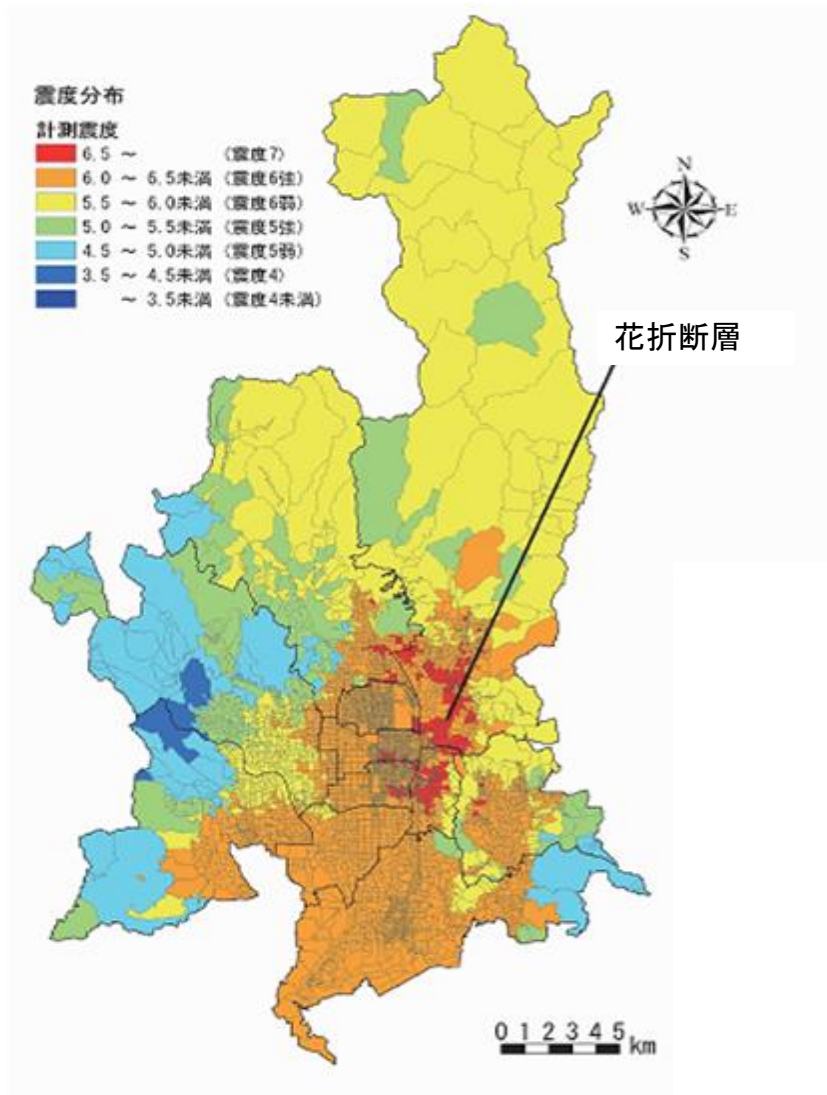 震度分布
計測震度
6.5 ～ （震度7）
6.0 ～ 6.5未満（震度6強）
5.5 ～ 6.0未満（震度6弱）
5.0 ～ 5.5未満（震度5強）
4.5 ～ 5.0未満（震度5弱）
3.5 ～ 4.5未満（震度4）
～ 3.5未満（震度4未満）
N
W E
S
花折断層
0 1 2 3 4 5
km